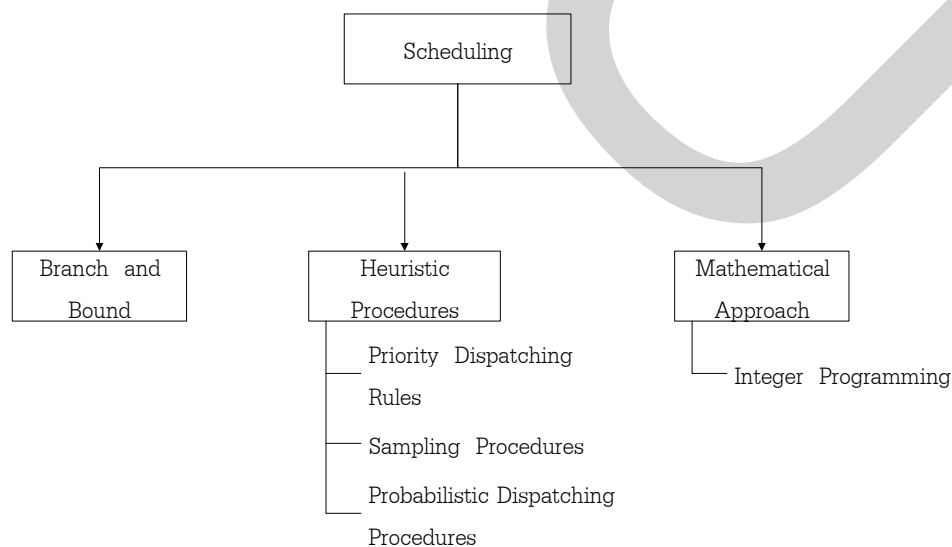 Scheduling
Branch and
Bound
Heuristic
Procedures
Mathematical
Approach
Priority Dispatching
Rules
Sampling Procedures
Probabilistic Dispatching
Procedures
Integer Programming